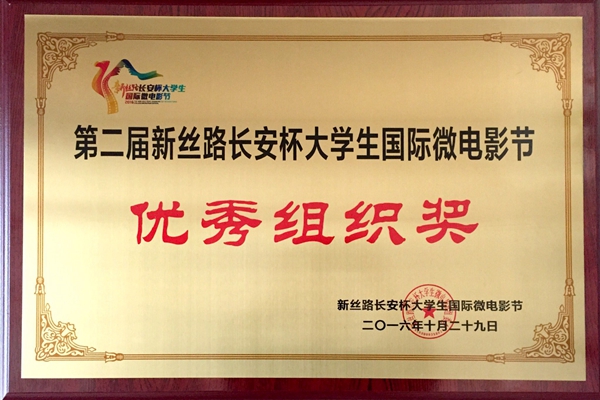 新丝路长安杯大学生
国际微电影节
第二届新丝路长安杯大学生国际微电影节
优秀组织奖
新丝路长安杯大学生国际微电影节
二〇一六年十月二十九日